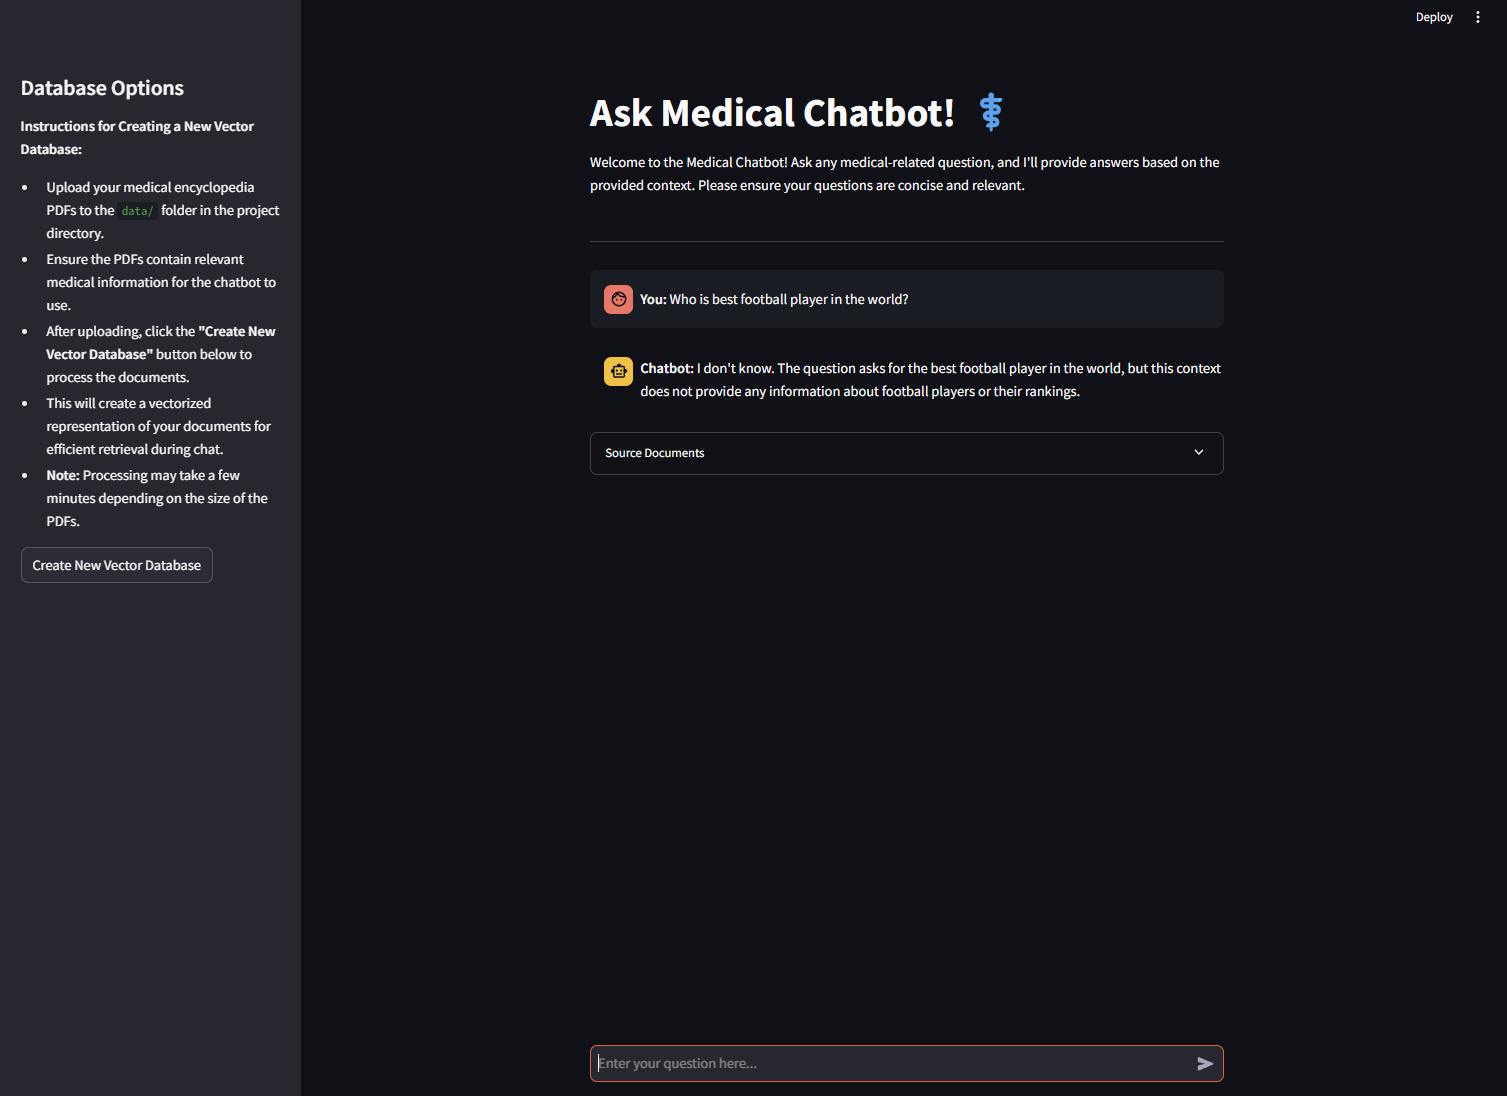 Deploy
Database Options
Instructions for Creating a New Vector
Database:
Upload your medical encyclopedia
PDFs to the data/ folder in the project
directory.
Ensure the PDFs contain relevant
medical information for the chatbot to
use.
After uploading, click the "Create New
Vector Database" button below to
process the documents.
This will create a vectorized
representation of your documents for
efficient retrieval during chat.
Note: Processing may take a few
minutes depending on the size of the
PDFs.
Create New Vector Database
Ask Medical Chatbot!
Welcome to the Medical Chatbot! Ask any medical-related question, and I'll provide answers based on the
provided context. Please ensure your questions are concise and relevant.
You: Who is best football player in the world?
Chatbot: I don't know. The question asks for the best football player in the world, but this context
does not provide any information about football players or their rankings.
Source Documents
Enter your question here...